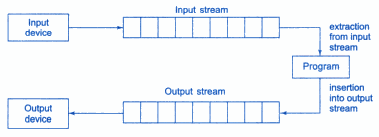 Input stream
Input
device
extraction
from input
stream
Program
Output stream
insertion
into output
stream
Output
device